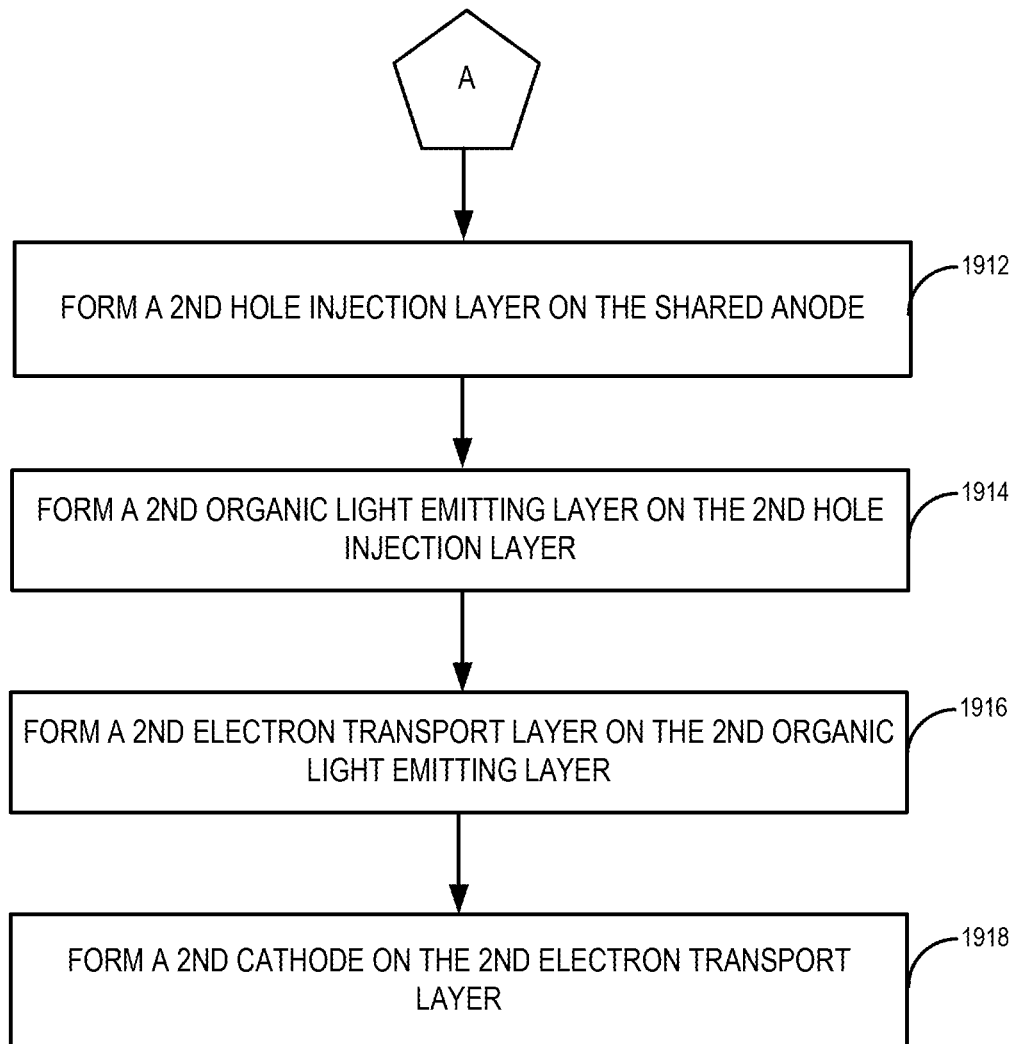 A
FORM A 2ND HOLE INJECTION LAYER ON THE SHARED ANODE
1912
FORM A 2ND ORGANIC LIGHT EMITTING LAYER ON THE 2ND HOLE
INJECTION LAYER
1914
FORM A 2ND ELECTRON TRANSPORT LAYER ON THE 2ND ORGANIC
LIGHT EMITTING LAYER
1916
FORM A 2ND CATHODE ON THE 2ND ELECTRON TRANSPORT
LAYER
1918